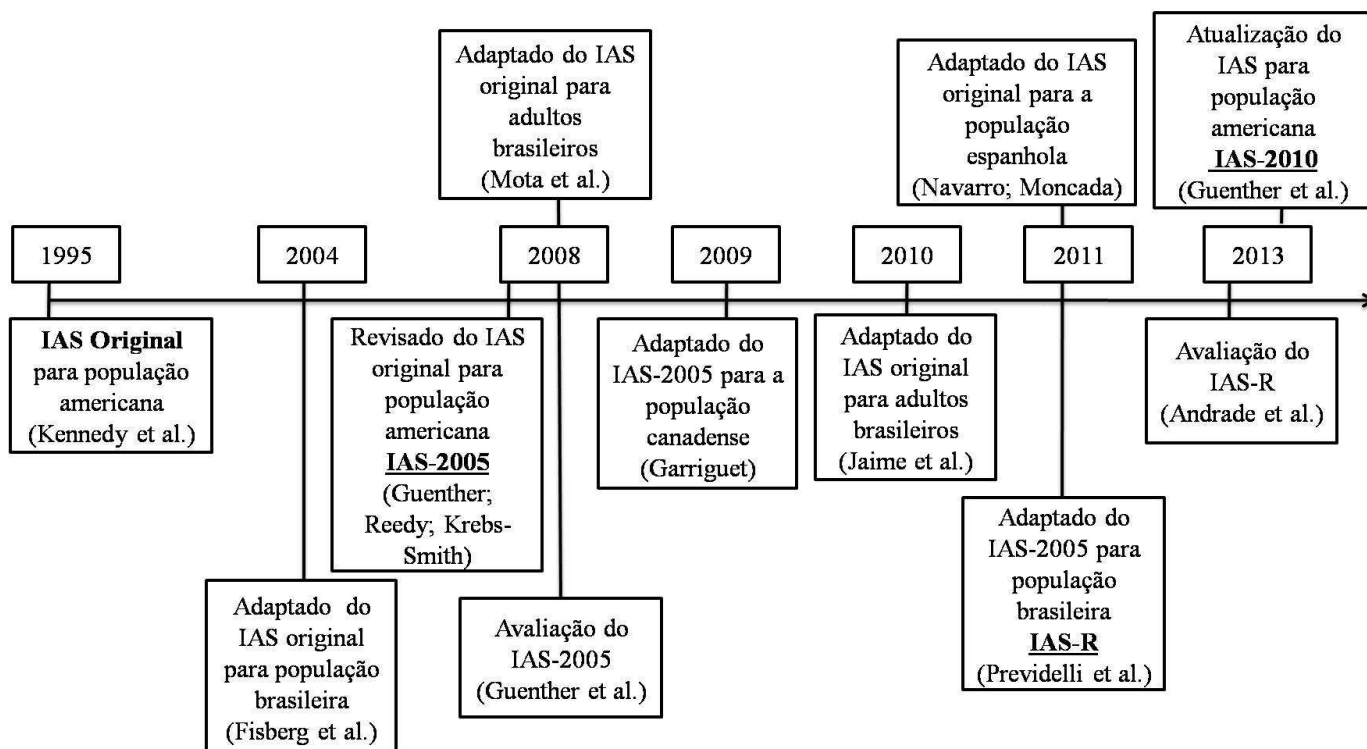 Adaptado do IAS
original para
adultos
brasileiros
(Mota et al.)
Adaptado do IAS
original para a
população
espanhola
(Navarro; Moncada)
Atualização do
IAS para
população
americana
IAS-2010
(Guenther et al.)
1995
2004
2008
2009
2010
2011
2013
IAS Original
para população
americana
(Kennedy et al.)
Adaptado do
IAS original
para população
brasileira
(Fisberg et al.)
Revisado do IAS
original para
população
americana
IAS-2005
(Guenther;
Reedy; Krebs-
Smith)
Avaliação do
IAS-2005
(Guenther et al.)
Adaptado do
IAS-2005 para a
população
canadense
(Garriguet)
Adaptado do
IAS original
para adultos
brasileiros
(Jaime et al.)
Adaptado do
IAS-2005 para
população
brasileira
IAS-R
(Previdelli et al.)
Avaliação do
IAS-R
(Andrade et al.)